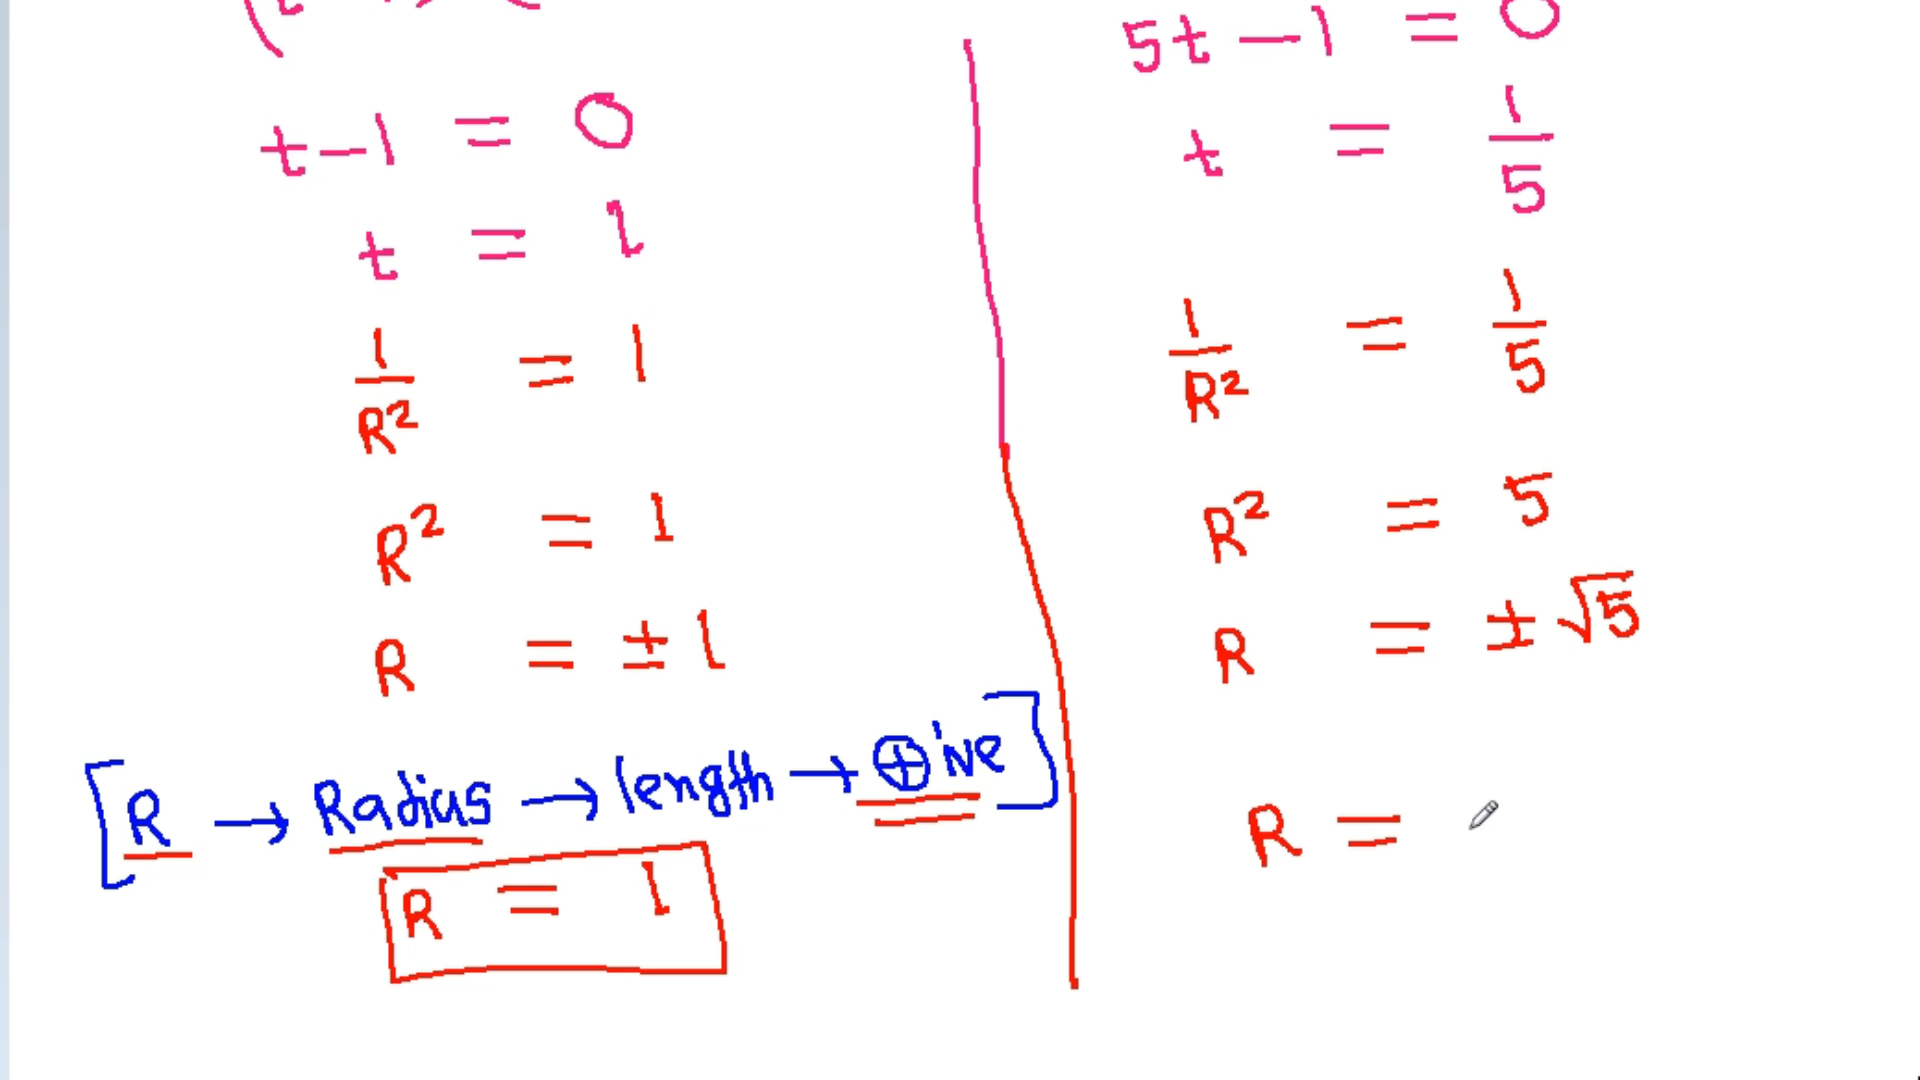 t-1 = 0
t = 1
1/R² = 1
R² = 1
R = ±1
[R → Radius → length → ⊕'ive]
R = 1
5t-1 = 0
t = 1/5
1/R² = 1/5
R² = 5
R = ±√5
R =